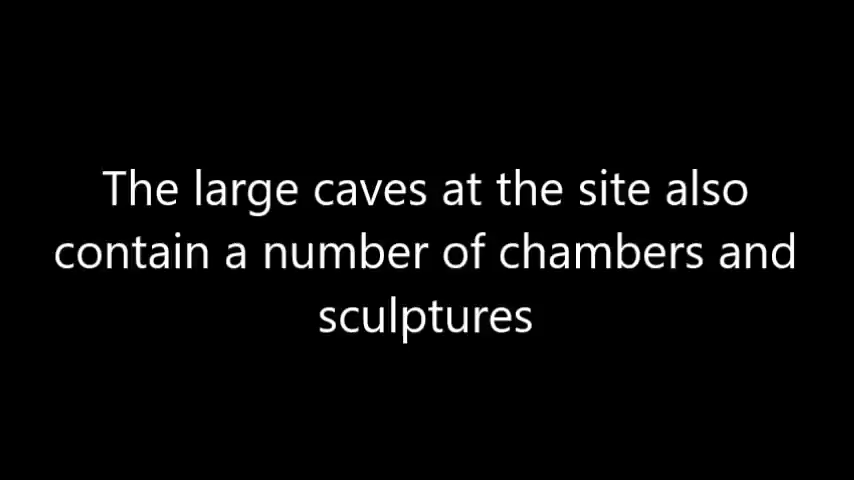 The large caves at the site also
contain a number of chambers and
sculptures